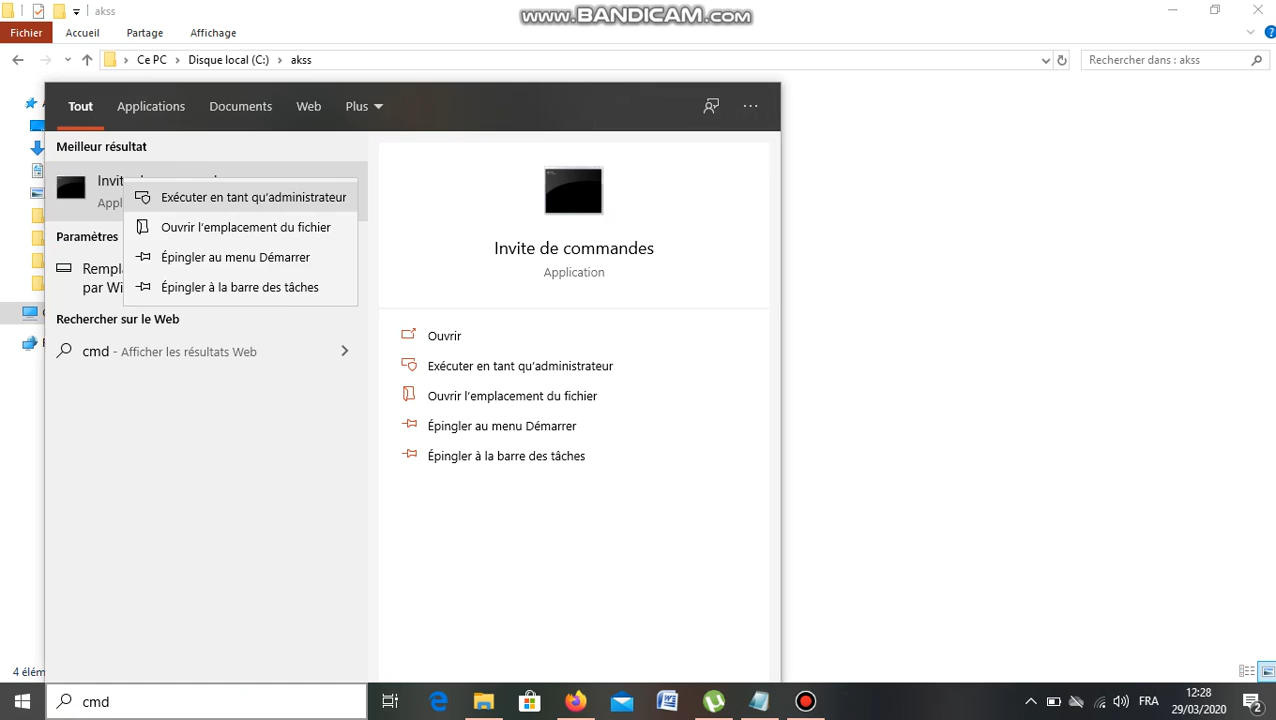 akss
www.BANDICAM.com
Fichier Accueil Partage Affichage
Ce PC Disque local (C:) akss
Rechercher dans : akss
Tout Applications Documents Web Plus
Meilleur résultat
Exécuter en tant qu'administrateur
Ouvrir l'emplacement du fichier
Épingler au menu Démarrer
Épingler à la barre des tâches
Paramètres
par
Rechercher sur le Web
cmd - Afficher les résultats Web
Invite de commandes
Application
Ouvrir
Exécuter en tant qu'administrateur
Ouvrir l'emplacement du fichier
Épingler au menu Démarrer
Épingler à la barre des tâches
cmd
FRA
12:28
29/03/2020
2